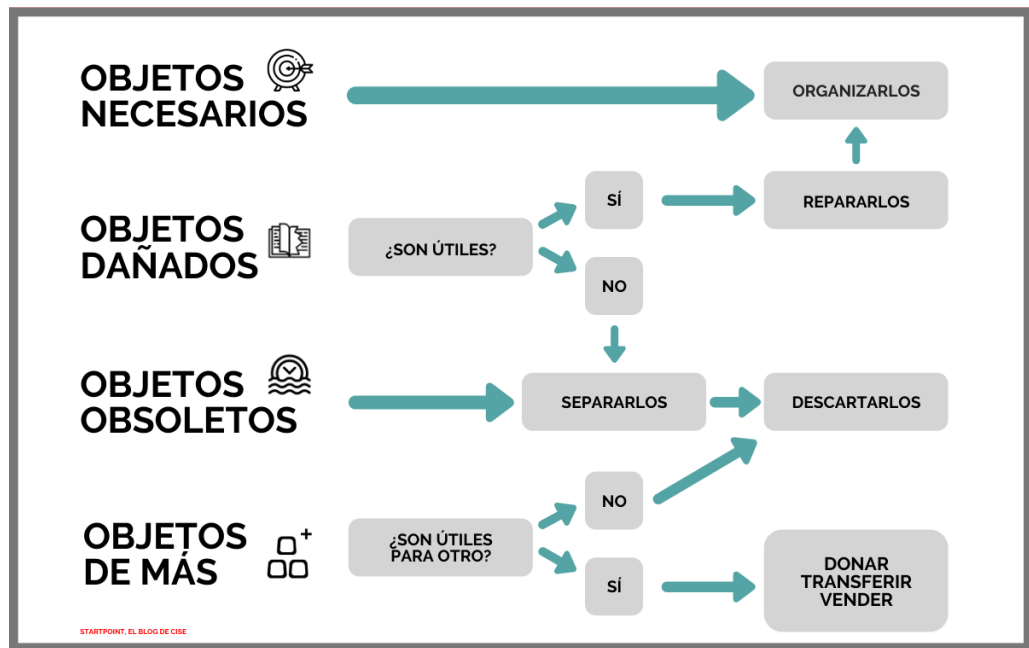 OBJETOS
NECESARIOS
ORGANIZARLOS
OBJETOS
DAÑADOS
¿SON ÚTILES?
SÍ
REPARARLOS
NO
OBJETOS
OBSOLETOS
SEPARARLOS
DESCARTARLOS
OBJETOS
DE MÁS
+
¿SON ÚTILES
PARA OTRO?
NO
SÍ
DONAR
TRANSFERIR
VENDER
STARTPOINT, EL BLOG DE CISE